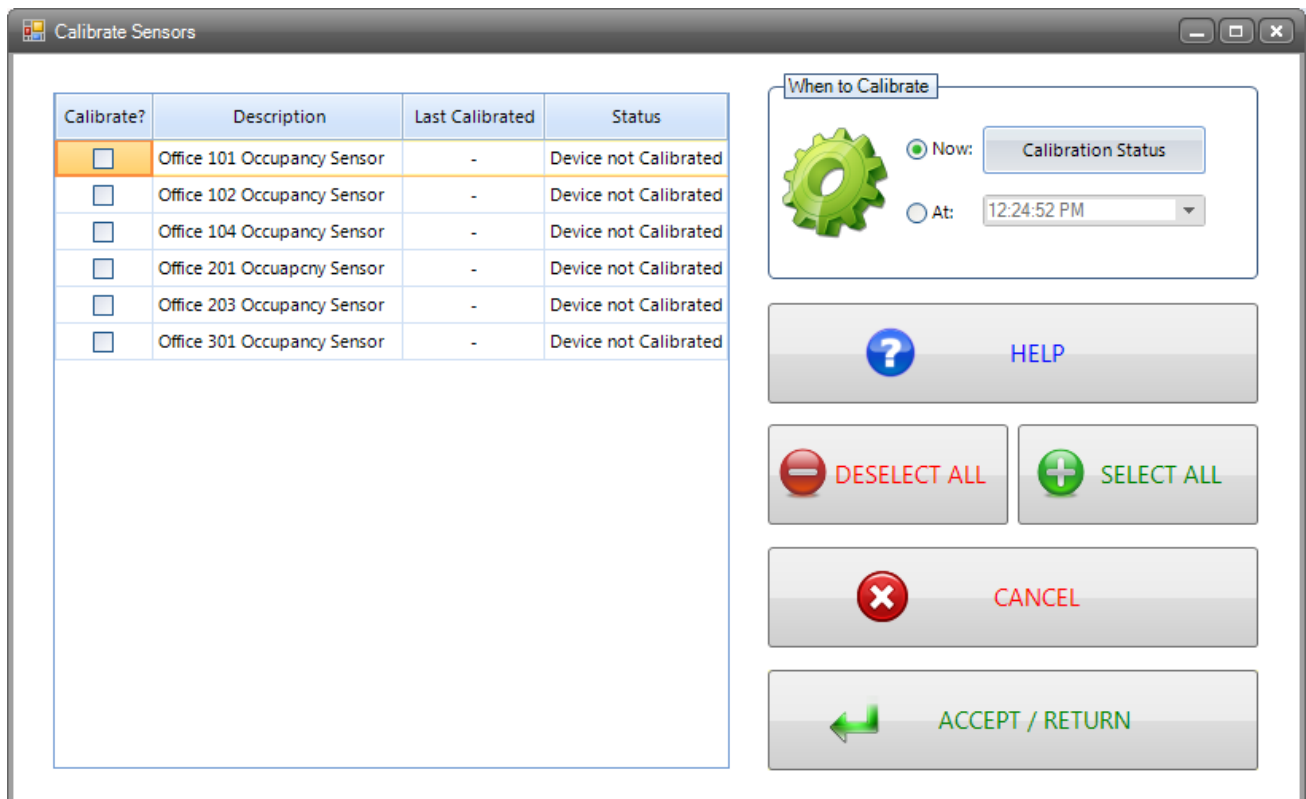 Calibrate Sensors
Calibrate? Description Last Calibrated Status
Office 101 Occupancy Sensor - Device not Calibrated
Office 102 Occupancy Sensor - Device not Calibrated
Office 104 Occupancy Sensor - Device not Calibrated
Office 201 Occuapcny Sensor - Device not Calibrated
Office 203 Occupancy Sensor - Device not Calibrated
Office 301 Occupancy Sensor - Device not Calibrated
When to Calibrate
Now: Calibration Status
At: 12:24:52 PM
HELP
DESELECT ALL SELECT ALL
CANCEL
ACCEPT / RETURN